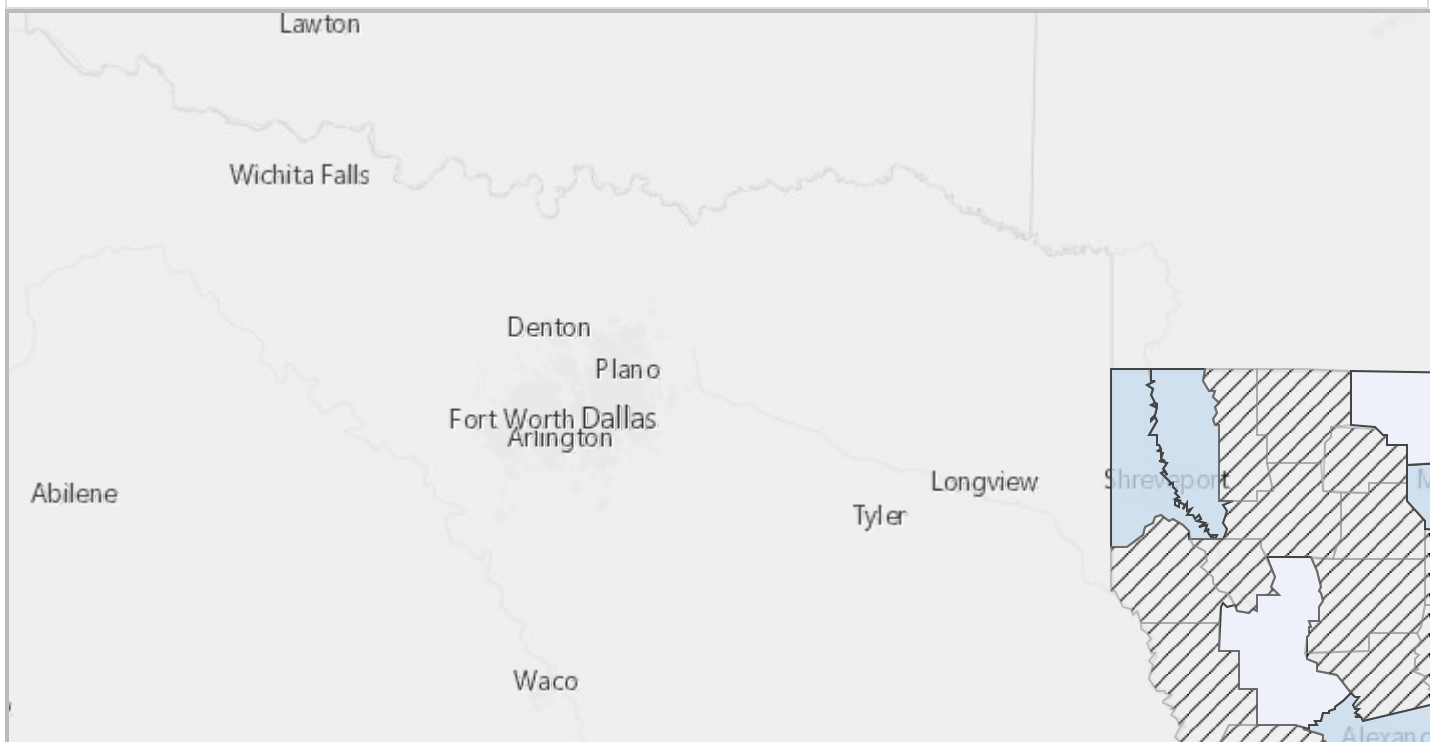 Lawton
Wichita Falls
Denton
Plano
Fort Worth Dallas
Arlington
Longview
Shreveport
Abilene
Tyler
Waco